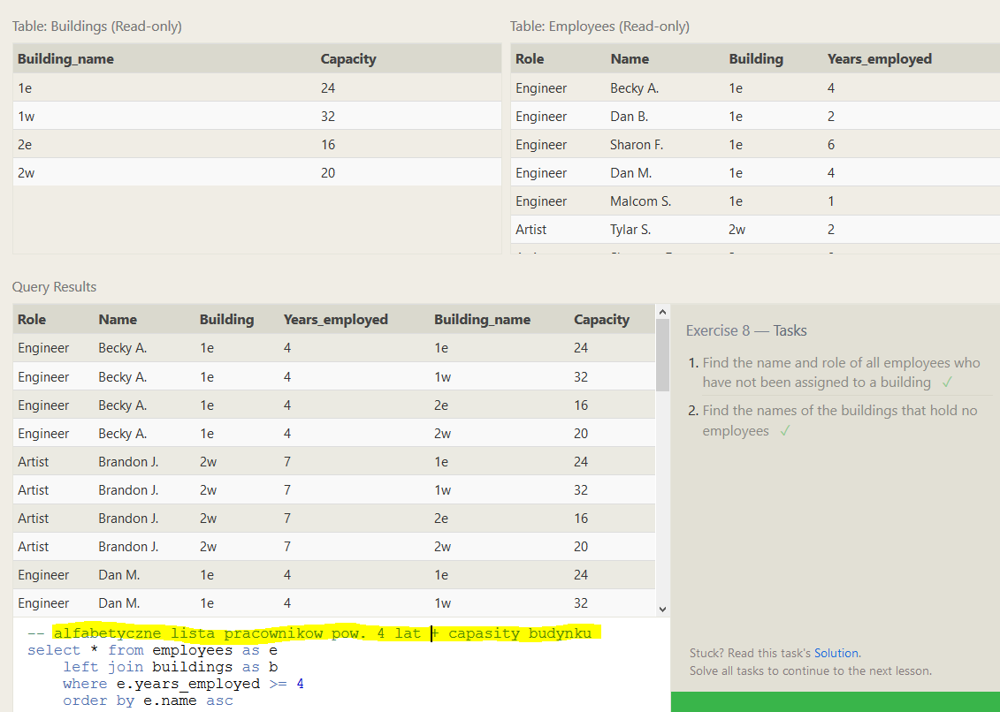 Table: Buildings (Read-only)
Building_name Capacity
1e 24
1w 32
2e 16
2w 20
Table: Employees (Read-only)
Role Name Building Years_employed
Engineer Becky A. 1e 4
Engineer Dan B. 1e 2
Engineer Sharon F. 1e 6
Engineer Dan M. 1e 4
Engineer Malcom S. 1e 1
Artist Tylar S. 2w 2
Query Results
Role Name Building Years_employed Building_name Capacity
Engineer Becky A. 1e 4 1e 24
Engineer Becky A. 1e 4 1w 32
Engineer Becky A. 1e 4 2e 16
Engineer Becky A. 1e 4 2w 20
Artist Brandon J. 2w 7 1e 24
Artist Brandon J. 2w 7 1w 32
Artist Brandon J. 2w 7 2e 16
Artist Brandon J. 2w 7 2w 20
Engineer Dan M. 1e 4 1e 24
Engineer Dan M. 1e 4 1w 32
-- alfabetyczne lista pracownikow pow. 4 lat + capasity budynku
select * from employees as e
left join buildings as b
where e.years_employed >= 4
order by e.name asc
Exercise 8 — Tasks
1. Find the name and role of all employees who
have not been assigned to a building ✓
2. Find the names of the buildings that hold no
employees ✓
Stuck? Read this task's Solution.
Solve all tasks to continue to the next lesson.